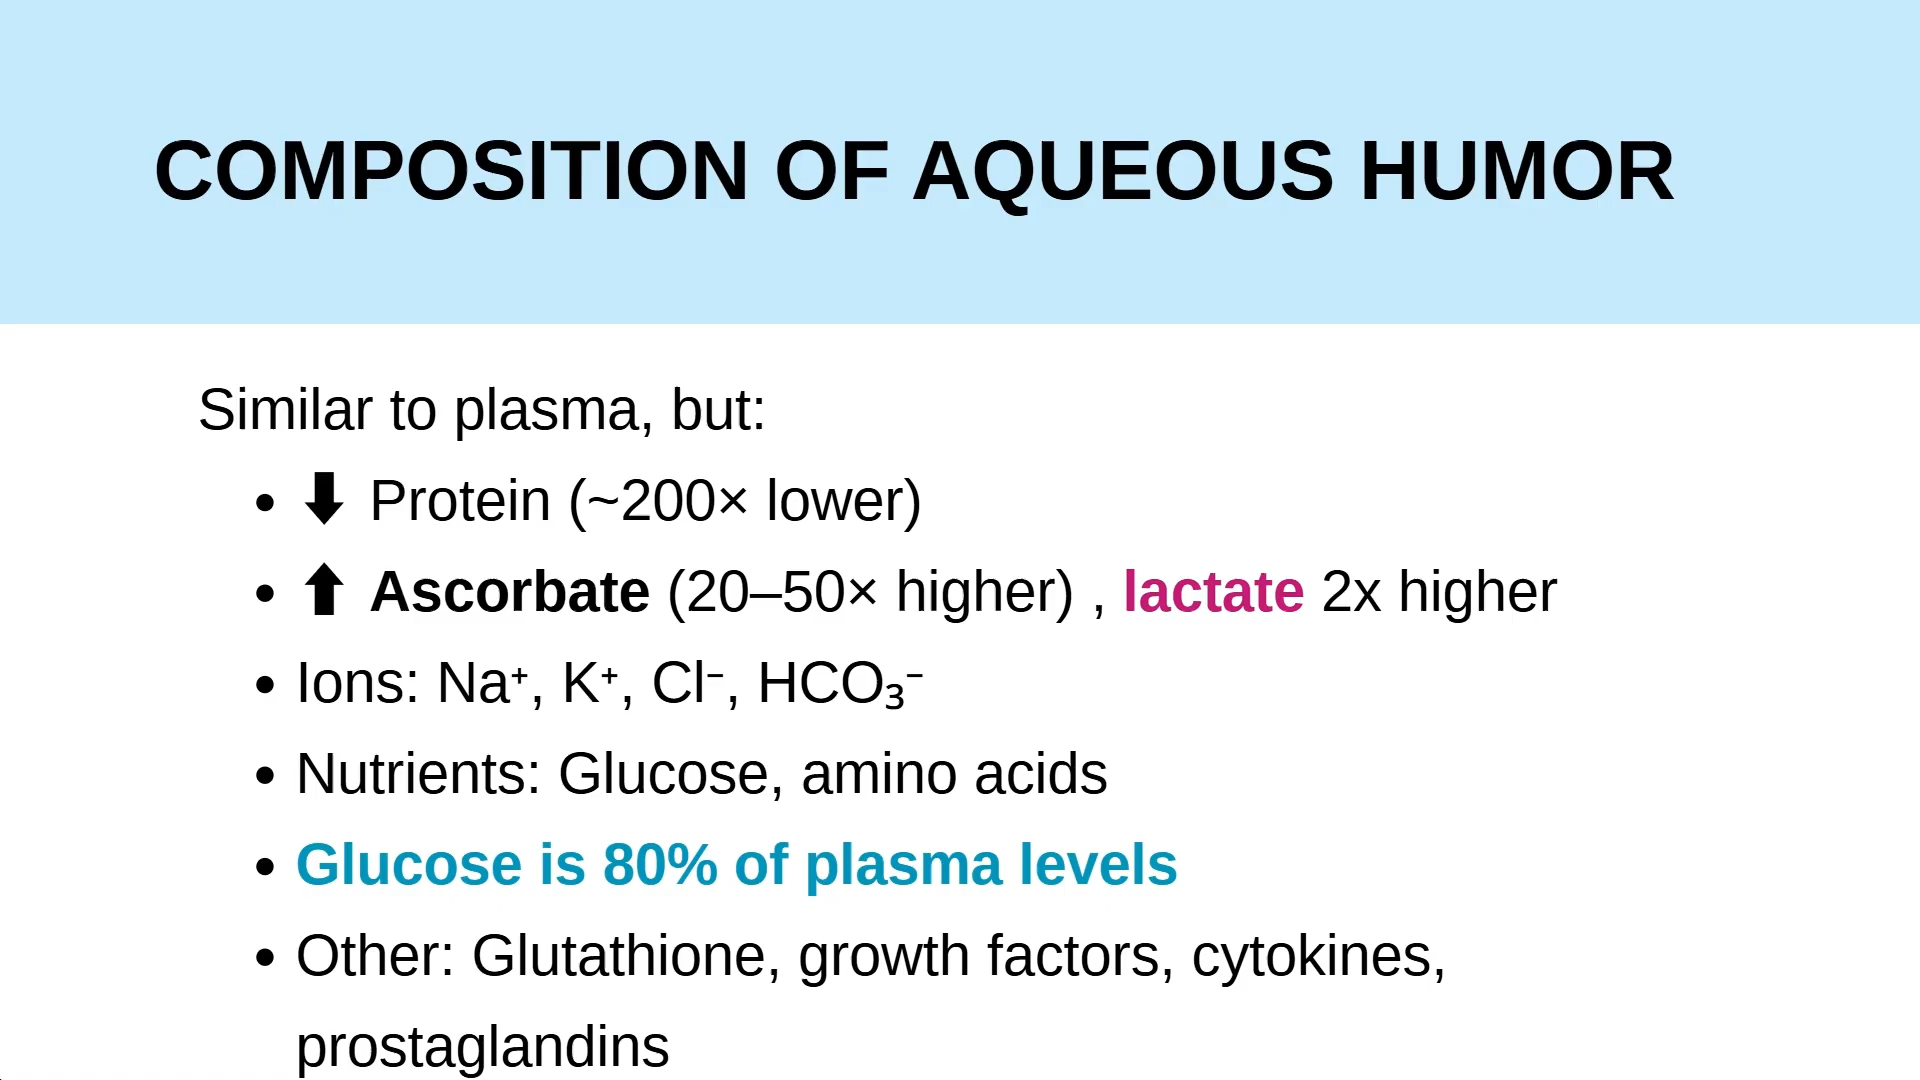 COMPOSITION OF AQUEOUS HUMOR
Similar to plasma, but:
• ⬇ Protein (~200× lower)
• ⬆ Ascorbate (20–50× higher) , lactate 2x higher
• Ions: Na⁺, K⁺, Cl⁻, HCO₃⁻
• Nutrients: Glucose, amino acids
• Glucose is 80% of plasma levels
• Other: Glutathione, growth factors, cytokines,
prostaglandins